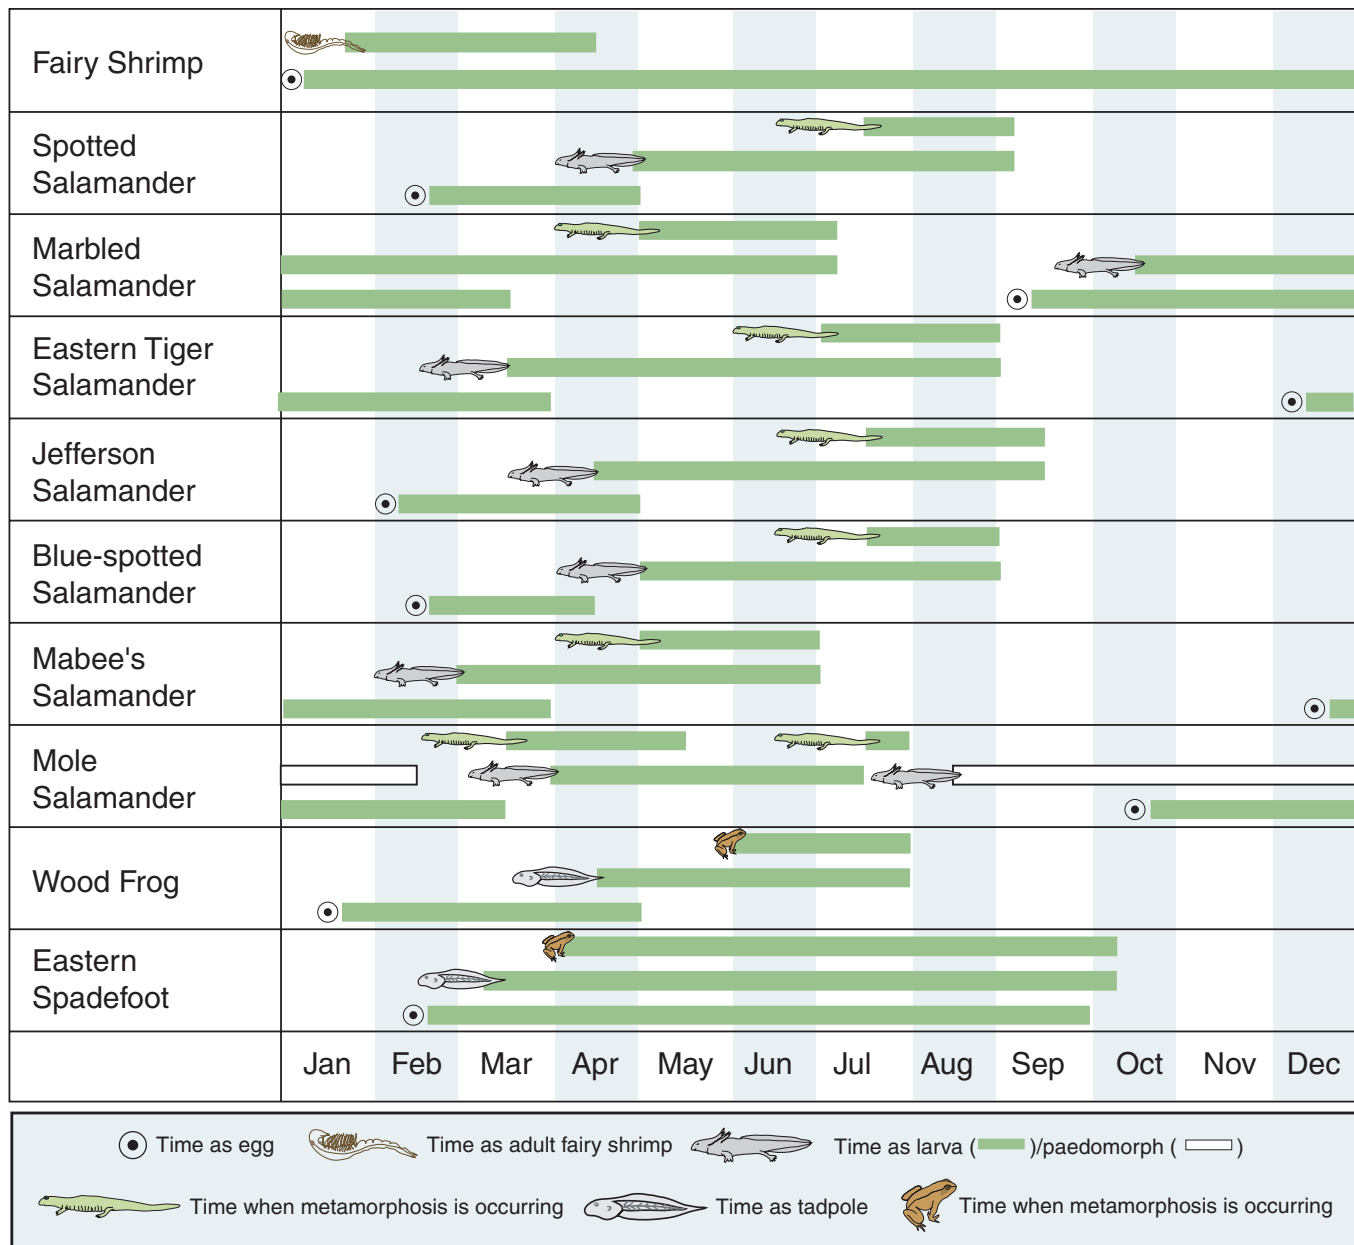 Fairy Shrimp
Spotted
Salamander
Marbled
Salamander
Eastern Tiger
Salamander
Jefferson
Salamander
Blue-spotted
Salamander
Mabee's
Salamander
Mole
Salamander
Wood Frog
Eastern
Spadefoot
Jan Feb Mar Apr May Jun Jul Aug Sep Oct Nov Dec
Time as egg Time as adult fairy shrimp Time as larva ( )/paedomorph ( )
Time when metamorphosis is occurring Time as tadpole Time when metamorphosis is occurring